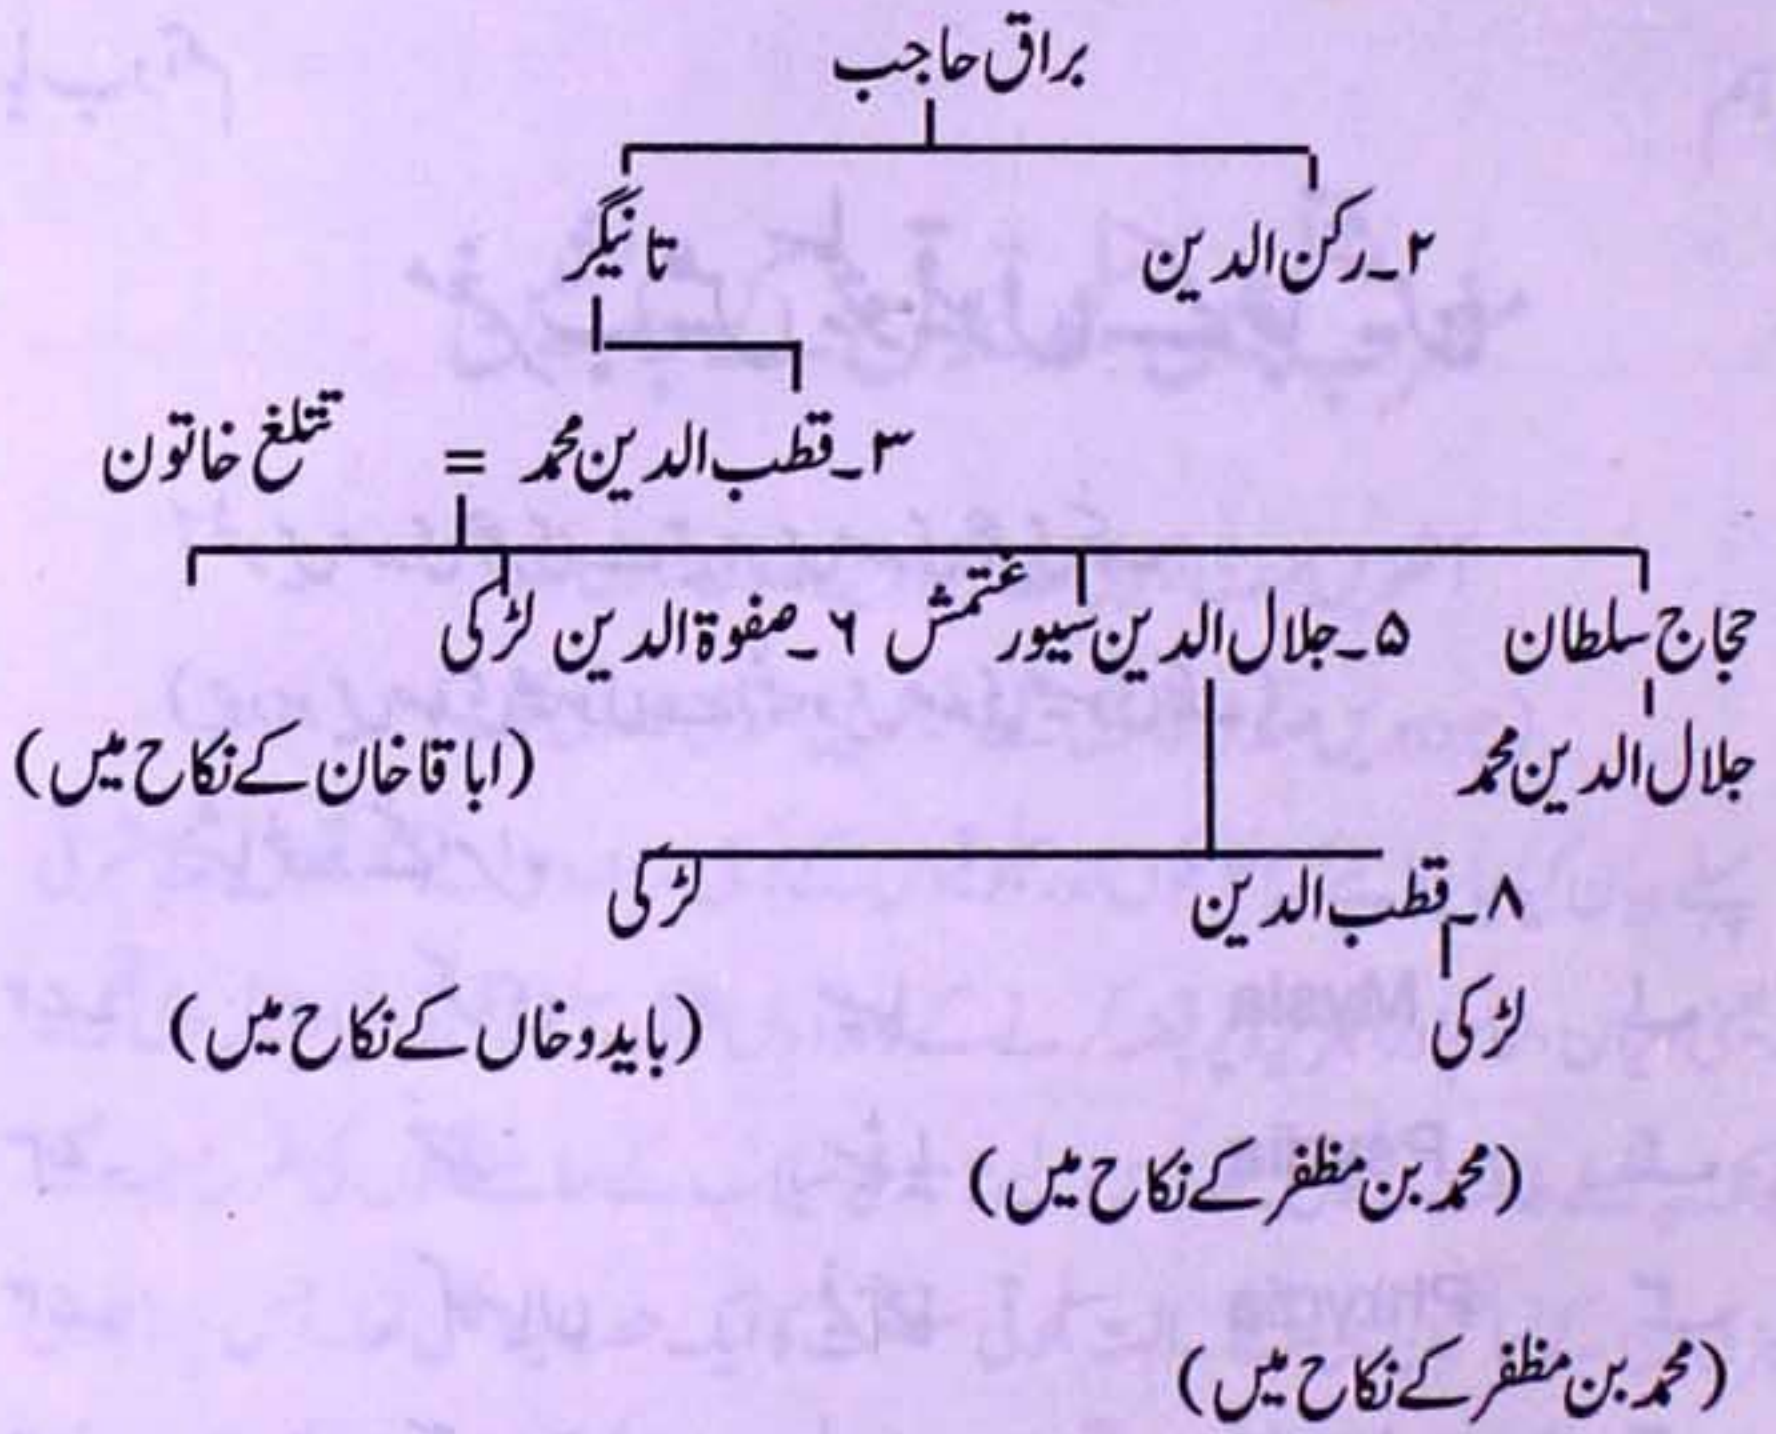 براق حاجب
۲۔رکن الدین تانیگر
۳۔قطب الدین محمد = تتلغ خاتون
حجاج سلطان ۵۔جلال الدین سیورغتمش ۶۔صفوۃ الدین لڑکی
جلال الدین محمد (اباقاخان کے نکاح میں)
۸۔قطب الدین لڑکی
لڑکی (بایدوخاں کے نکاح میں)
(محمد بن مظفر کے نکاح میں)
(محمد بن مظفر کے نکاح میں)